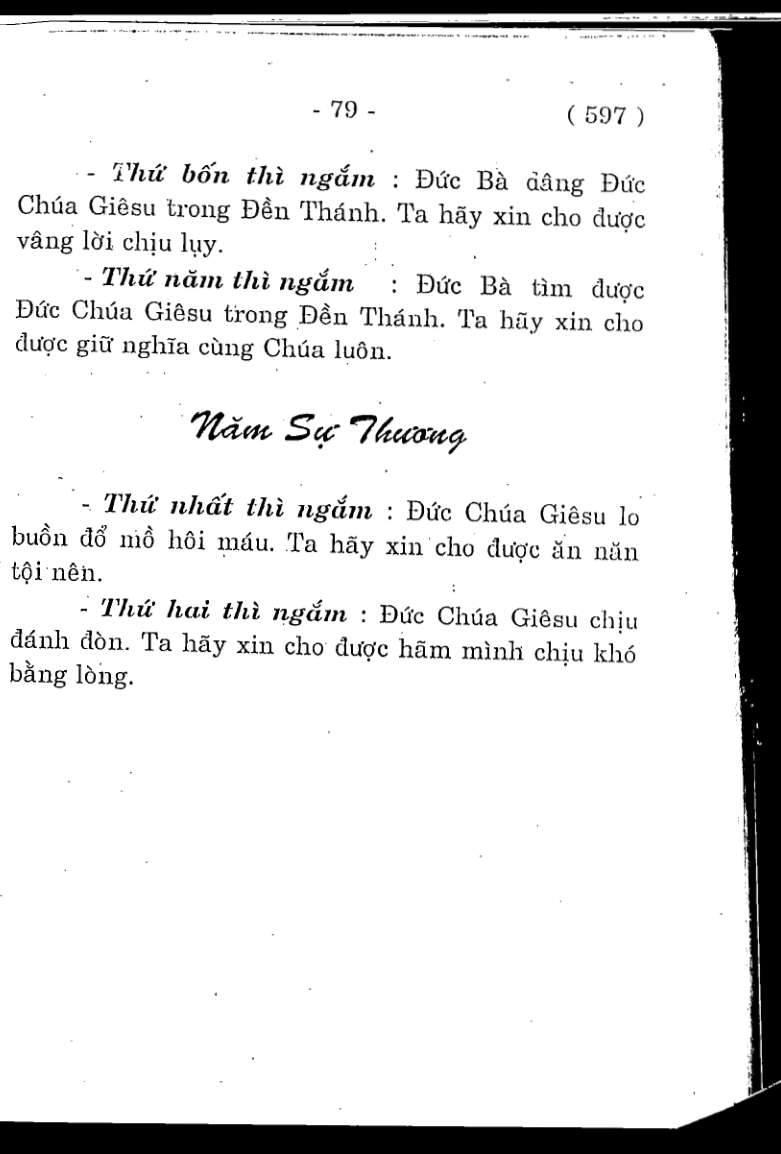 - 79 - ( 597 )
- Thứ bốn thì ngắm : Đức Bà dâng Đức
Chúa Giêsu trong Đền Thánh. Ta hãy xin cho được
vâng lời chịu lụy.
- Thứ năm thì ngắm : Đức Bà tìm được
Đức Chúa Giêsu trong Đền Thánh. Ta hãy xin cho
được giữ nghĩa cùng Chúa luôn.
Năm Sự Thương
- Thứ nhất thì ngắm : Đức Chúa Giêsu lo
buồn đổ mồ hôi máu. Ta hãy xin cho được ăn năn
tội nên.
- Thứ hai thì ngắm : Đức Chúa Giêsu chịu
đánh đòn. Ta hãy xin cho được hãm mình chịu khó
bằng lòng.